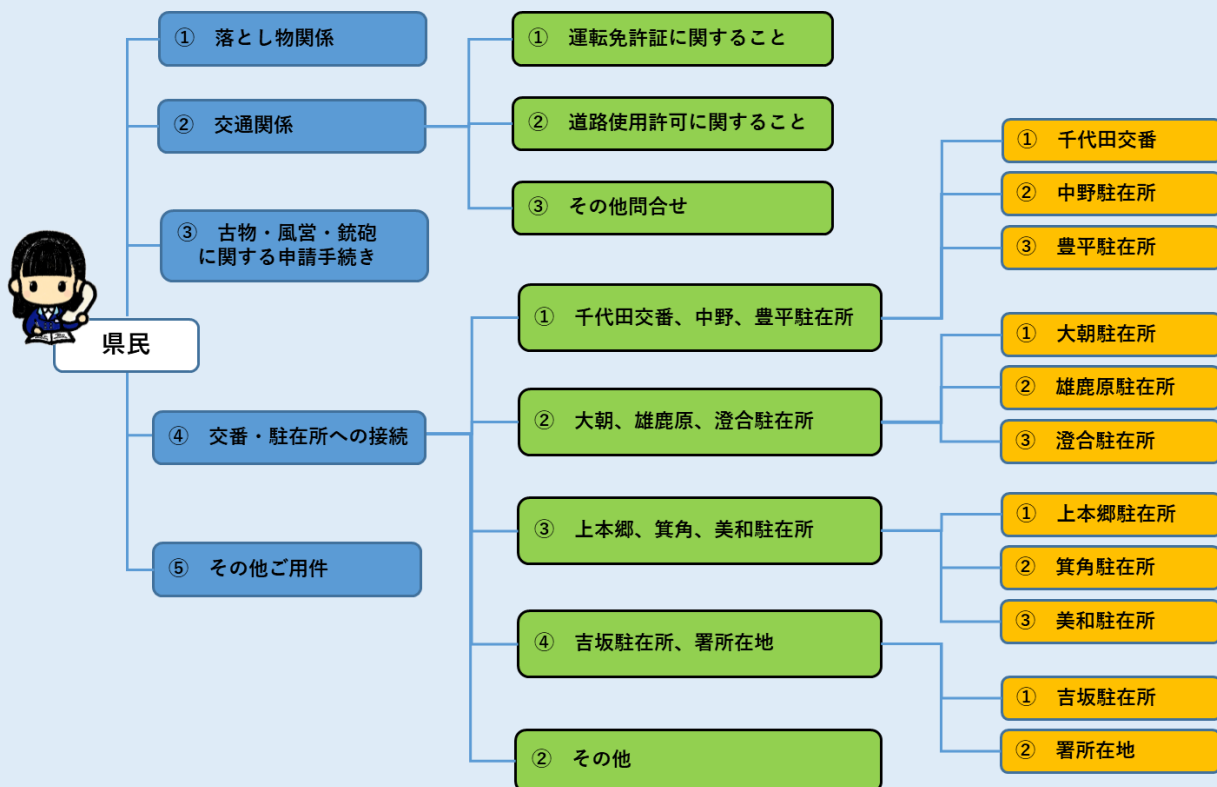 県民
① 落とし物関係
② 交通関係
③ 古物・風営・銃砲
に関する申請手続き
④ 交番・駐在所への接続
⑤ その他ご用件
① 運転免許証に関すること
② 道路使用許可に関すること
③ その他問合せ
① 千代田交番、中野、豊平駐在所
② 大朝、雄鹿原、澄合駐在所
③ 上本郷、箕角、美和駐在所
④ 吉坂駐在所、署所在地
② その他
① 千代田交番
② 中野駐在所
③ 豊平駐在所
① 大朝駐在所
② 雄鹿原駐在所
③ 澄合駐在所
① 上本郷駐在所
② 箕角駐在所
③ 美和駐在所
① 吉坂駐在所
② 署所在地